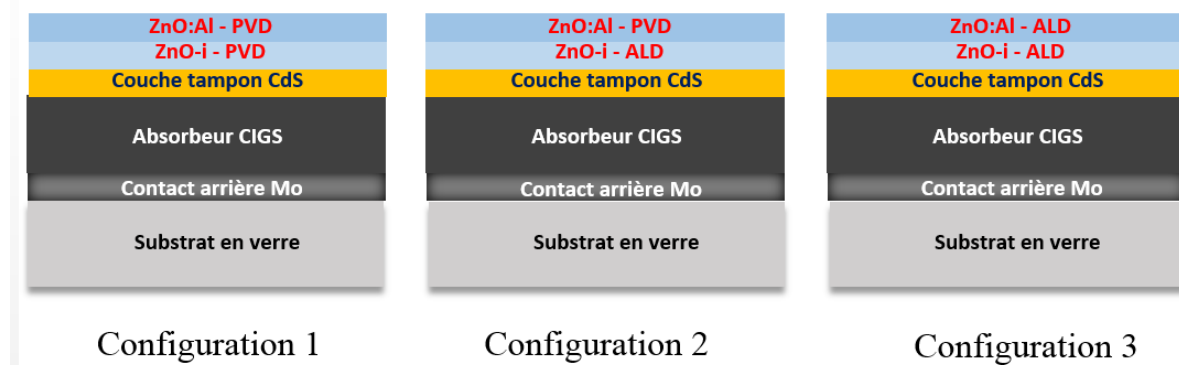 ZnO:Al - PVD
ZnO-i - PVD
Couche tampon CdS
Absorbeur CIGS
Contact arrière Mo
Substrat en verre
Configuration 1
ZnO:Al - PVD
ZnO-i - ALD
Couche tampon CdS
Absorbeur CIGS
Contact arrière Mo
Substrat en verre
Configuration 2
ZnO:Al - ALD
ZnO-i - ALD
Couche tampon CdS
Absorbeur CIGS
Contact arrière Mo
Substrat en verre
Configuration 3